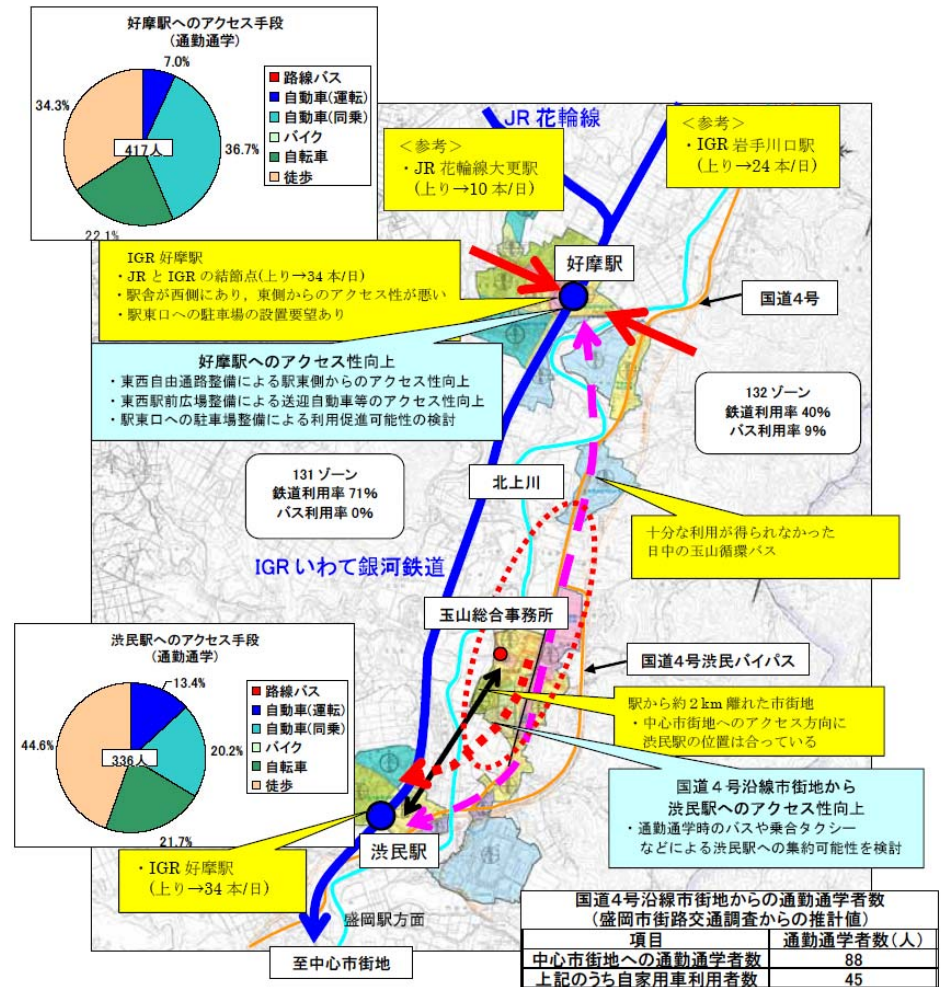 好摩駅へのアクセス手段
(通勤通学)
7.0%
36.7%
22.1%
34.3%
417人
路線バス
自動車(運転)
自動車(同乗)
バイク
自転車
徒歩
JR 花輪線
<参考>
・JR 花輪線大更駅
(上り→10 本/日)
<参考>
・IGR 岩手川口駅
(上り→24 本/日)
IGR 好摩駅
・JR と IGR の結節点(上り→34 本/日)
・駅舎が西側にあり,東側からのアクセス性が悪い
・駅東口への駐車場の設置要望あり
好摩駅
国道4号
好摩駅へのアクセス性向上
・東西自由通路整備による駅東側からのアクセス性向上
・東西駅前広場整備による送迎自動車等のアクセス性向上
・駅東口への駐車場整備による利用促進可能性の検討
132 ゾーン
鉄道利用率 40%
バス利用率 9%
131 ゾーン
鉄道利用率 71%
バス利用率 0%
北上川
十分な利用が得られなかった
日中の玉山循環バス
IGR いわて銀河鉄道
玉山総合事務所
国道4号渋民バイパス
渋民駅へのアクセス手段
(通勤通学)
13.4%
20.2%
21.7%
44.6%
336人
路線バス
自動車(運転)
自動車(同乗)
バイク
自転車
徒歩
駅から約2km 離れた市街地
・中心市街地へのアクセス方向に
渋民駅の位置は合っている
国道4号沿線市街地から
渋民駅へのアクセス性向上
・通勤通学時のバスや乗合タクシー
などによる渋民駅への集約可能性を検討
・IGR 好摩駅
(上り→34 本/日)
渋民駅
盛岡駅方面
至中心市街地
国道4号沿線市街地からの通勤通学者数
(盛岡市街路交通調査からの推計値)
項目 通勤通学者数(人)
中心市街地への通勤通学者数 88
上記のうち自家用車利用者数 45